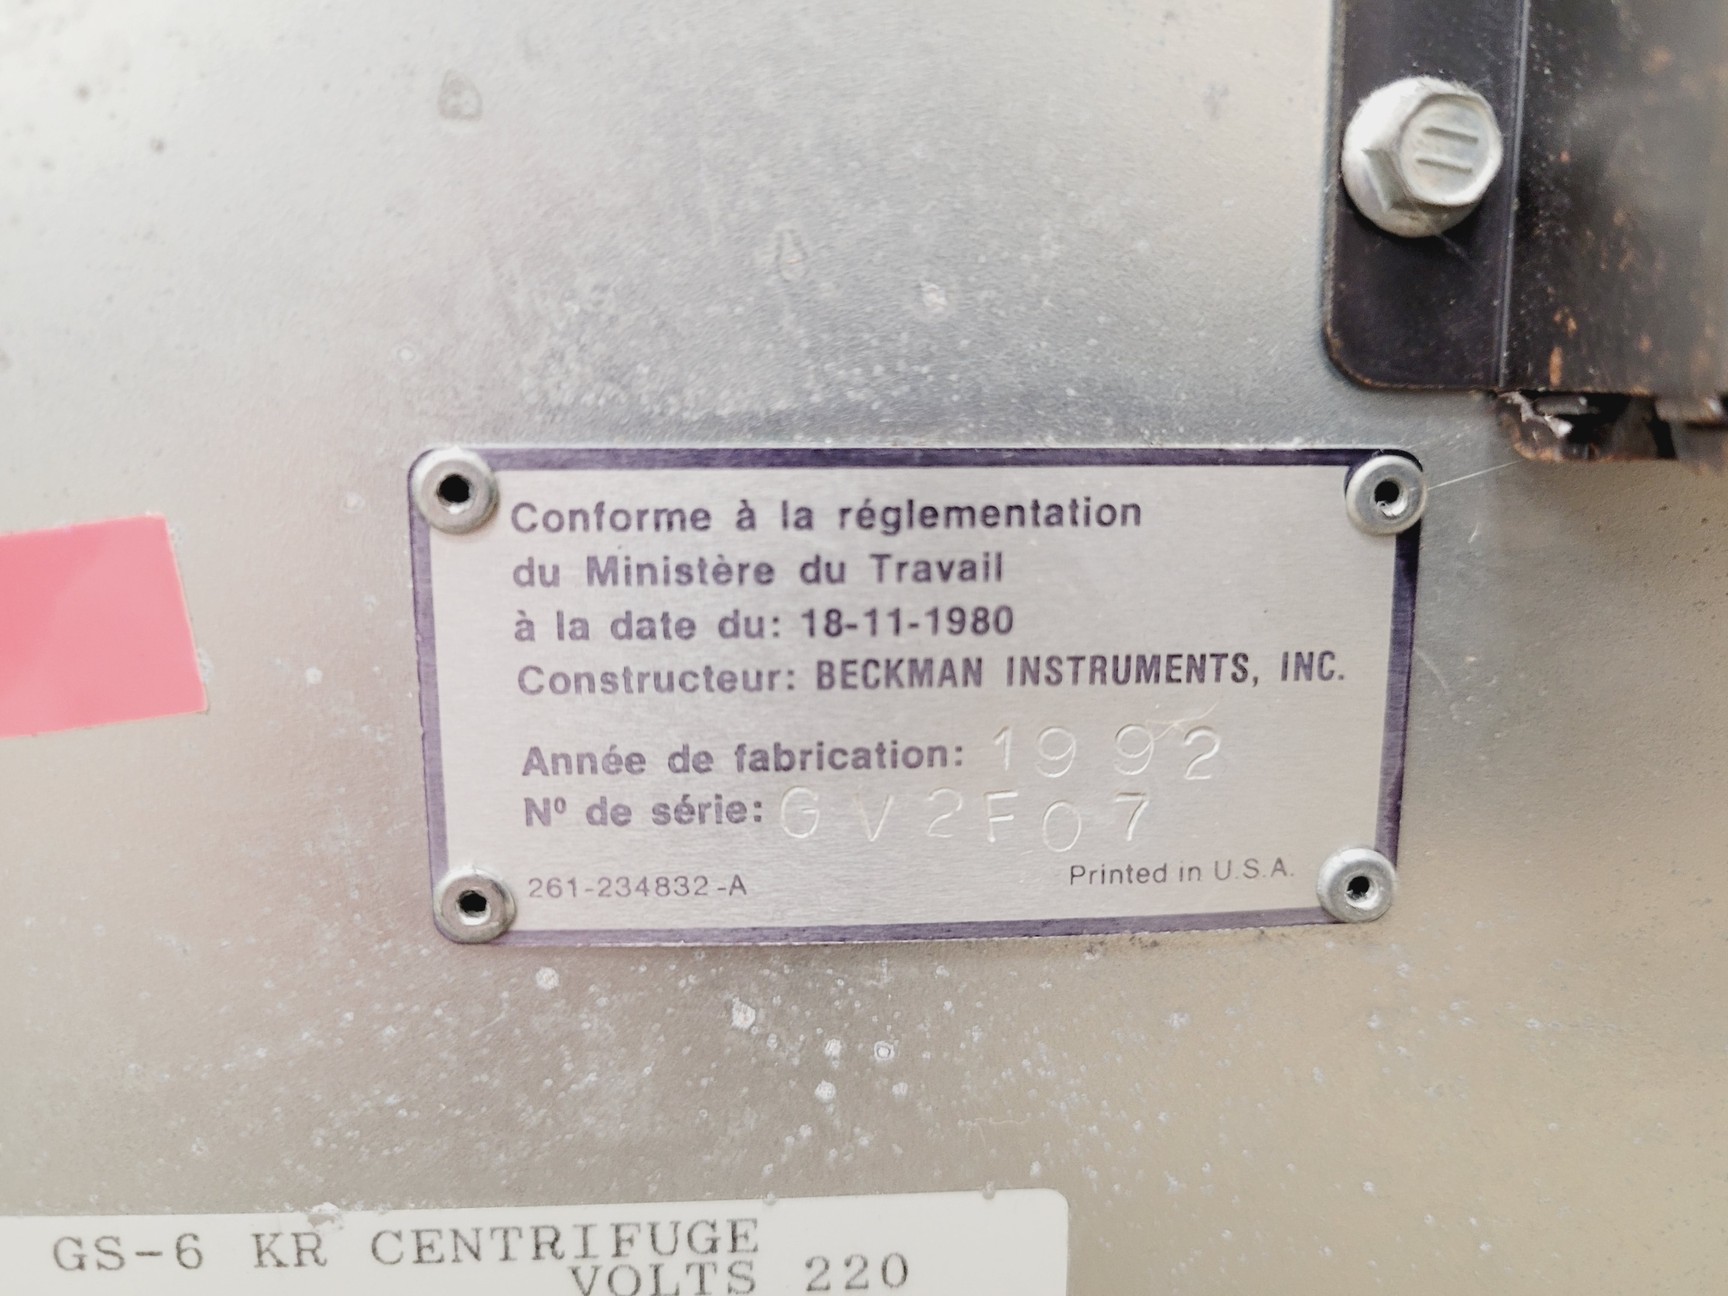 Conforme à la réglementation
du Ministère du Travail
à la date du: 18-11-1980
Constructeur: BECKMAN INSTRUMENTS, INC.
Année de fabrication: 1992
Nº de série: GV2F07
261-234832-A Printed in U.S.A.
GS-6 KR CENTRIFUGE
VOLTS 220